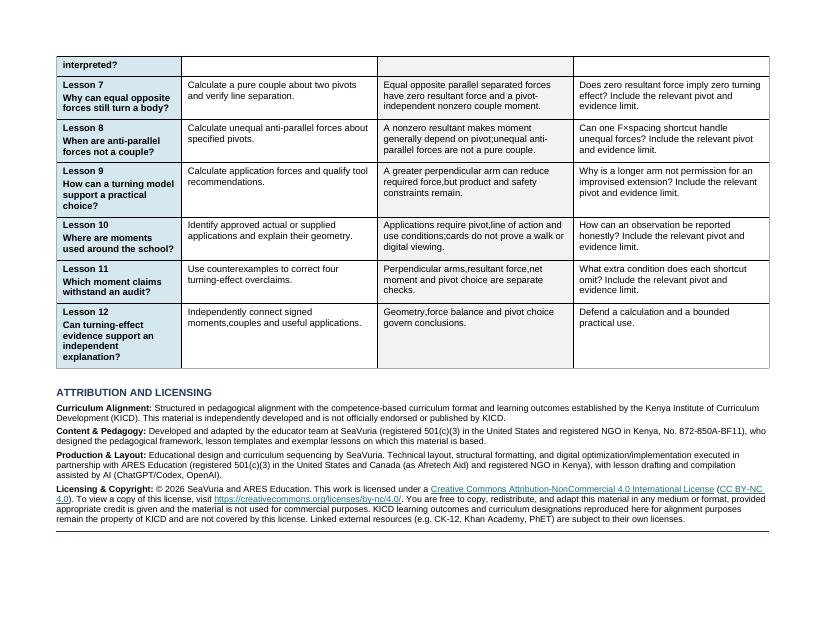 interpreted?
Lesson 7
Why can equal opposite
forces still turn a body?
Calculate a pure couple about two pivots
and verify line separation.
Equal opposite parallel separated forces
have zero resultant force and a pivot-
independent nonzero couple moment.
Does zero resultant force imply zero turning
effect? Include the relevant pivot and
evidence limit.
Lesson 8
When are anti-parallel
forces not a couple?
Calculate unequal anti-parallel forces about
specified pivots.
A nonzero resultant makes moment
generally depend on pivot;unequal anti-
parallel forces are not a pure couple.
Can one F×spacing shortcut handle
unequal forces? Include the relevant pivot
and evidence limit.
Lesson 9
How can a turning model
support a practical
choice?
Calculate application forces and qualify tool
recommendations.
A greater perpendicular arm can reduce
required force,but product and safety
constraints remain.
Why is a longer arm not permission for an
improvised extension? Include the relevant
pivot and evidence limit.
Lesson 10
Where are moments
used around the school?
Identify approved actual or supplied
applications and explain their geometry.
Applications require pivot,line of action and
use conditions;cards do not prove a walk or
digital viewing.
How can an observation be reported
honestly? Include the relevant pivot and
evidence limit.
Lesson 11
Which moment claims
withstand an audit?
Use counterexamples to correct four
turning-effect overclaims.
Perpendicular arms,resultant force,net
moment and pivot choice are separate
checks.
What extra condition does each shortcut
omit? Include the relevant pivot and
evidence limit.
Lesson 12
Can turning-effect
evidence support an
independent
explanation?
Independently connect signed
moments,couples and useful applications.
Geometry,force balance and pivot choice
govern conclusions.
Defend a calculation and a bounded
practical use.
ATTRIBUTION AND LICENSING
Curriculum Alignment: Structured in pedagogical alignment with the competence-based curriculum format and learning outcomes established by the Kenya Institute of Curriculum
Development (KICD). This material is independently developed and is not officially endorsed or published by KICD.
Content & Pedagogy: Developed and adapted by the educator team at SeaVuria (registered 501(c)(3) in the United States and registered NGO in Kenya, No. 872-850A-BF11), who
designed the pedagogical framework, lesson templates and exemplar lessons on which this material is based.
Production & Layout: Educational design and curriculum sequencing by SeaVuria. Technical layout, structural formatting, and digital optimization/implementation executed in
partnership with ARES Education (registered 501(c)(3) in the United States and Canada (as Afretech Aid) and registered NGO in Kenya), with lesson drafting and compilation
assisted by AI (ChatGPT/Codex, OpenAI).
Licensing & Copyright: © 2026 SeaVuria and ARES Education. This work is licensed under a Creative Commons Attribution-NonCommercial 4.0 International License (CC BY-NC
4.0). To view a copy of this license, visit https://creativecommons.org/licenses/by-nc/4.0/. You are free to copy, redistribute, and adapt this material in any medium or format, provided
appropriate credit is given and the material is not used for commercial purposes. KICD learning outcomes and curriculum designations reproduced here for alignment purposes
remain the property of KICD and are not covered by this license. Linked external resources (e.g. CK-12, Khan Academy, PhET) are subject to their own licenses.